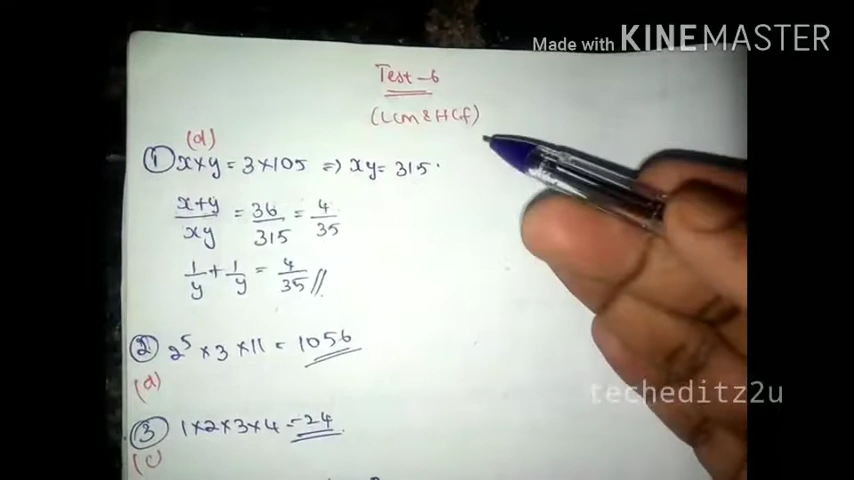 Made with KINEMASTER
Test-6
(LCM & HCf)
(d)
① x×y = 3×105 => xy = 315.
x+y/xy = 36/315 = 4/35
1/y + 1/y = 4/35 //
② 2⁵ × 3 × 11 = 1056
(d)
techeditz2u
③ 1×2×3×4 = 24
(c)